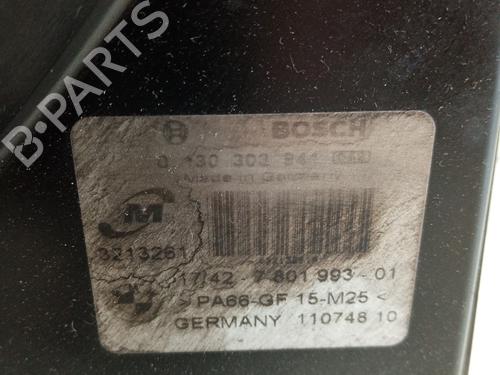 B-PARTS
BOSCH
0 130 303 941
Made in Germany
M
3213261
17.42 - 7 801 993 - 01
> PA66-GF 15-M25 <
GERMANY 110748 10